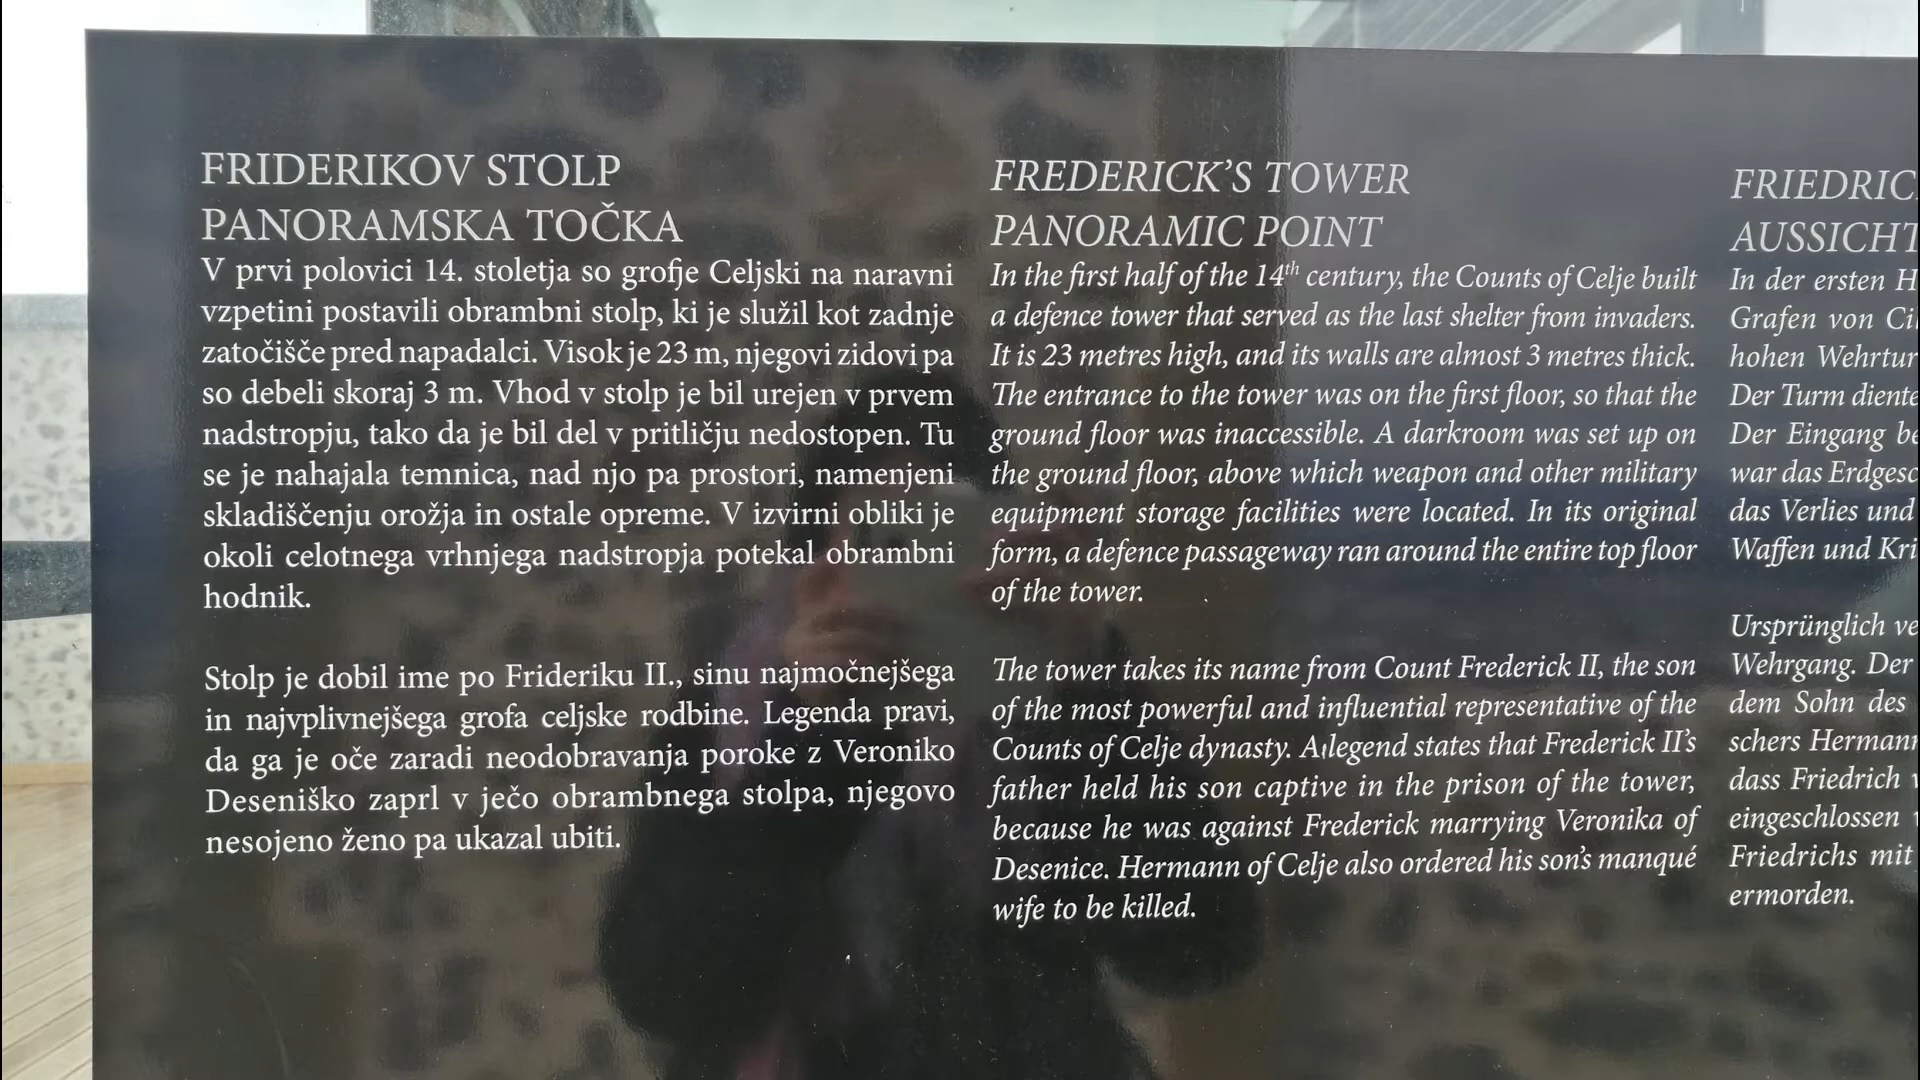 FRIDERIKOV STOLP
PANORAMSKA TOČKA
V prvi polovici 14. stoletja so grofje Celjski na naravni
vzpetini postavili obrambni stolp, ki je služil kot zadnje
zatočišče pred napadalci. Visok je 23 m, njegovi zidovi pa
so debeli skoraj 3 m. Vhod v stolp je bil urejen v prvem
nadstropju, tako da je bil del v pritličju nedostopen. Tu
se je nahajala temnica, nad njo pa prostori, namenjeni
skladiščenju orožja in ostale opreme. V izvirni obliki je
okoli celotnega vrhnjega nadstropja potekal obrambni
hodnik.
Stolp je dobil ime po Frideriku II., sinu najmočnejšega
in najvplivnejšega grofa celjske rodbine. Legenda pravi,
da ga je oče zaradi neodobravanja poroke z Veroniko
Deseniško zaprl v ječo obrambnega stolpa, njegovo
nesojeno ženo pa ukazal ubiti.
FREDERICK'S TOWER
PANORAMIC POINT
In the first half of the 14th century, the Counts of Celje built
a defence tower that served as the last shelter from invaders.
It is 23 metres high, and its walls are almost 3 metres thick.
The entrance to the tower was on the first floor, so that the
ground floor was inaccessible. A darkroom was set up on
the ground floor, above which weapon and other military
equipment storage facilities were located. In its original
form, a defence passageway ran around the entire top floor
of the tower.
The tower takes its name from Count Frederick II, the son
of the most powerful and influential representative of the
Counts of Celje dynasty. A legend states that Frederick II's
father held his son captive in the prison of the tower,
because he was against Frederick marrying Veronika of
Desenice. Hermann of Celje also ordered his son's manqué
wife to be killed.
FRIEDRIC
AUSSICHT
In der ersten H
Grafen von Cil
hohen Wehrtur
Der Turm diente
Der Eingang be
war das Erdgesc
das Verlies und
Waffen und Kri
Ursprünglich ve
Wehrgang. Der
dem Sohn des
schers Hermann
dass Friedrich
eingeschlossen
Friedrichs mit
ermorden.